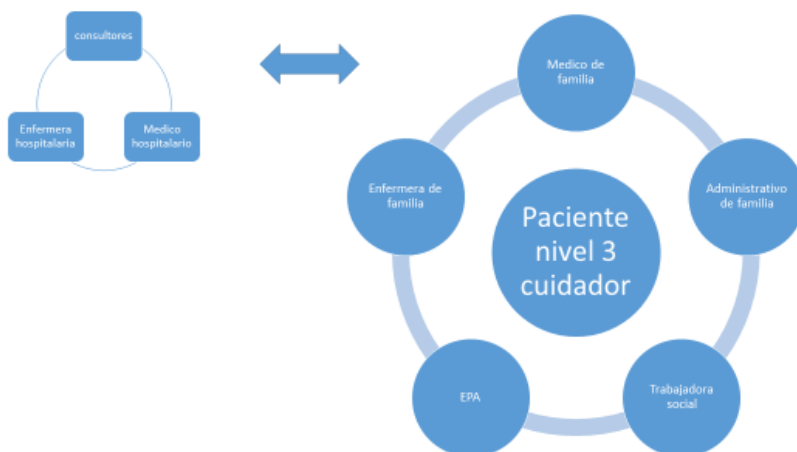 consultores
Enfermera
hospitalaria
Medico
hospitalario
Medico de
familia
Enfermera de
familia
Administrativo
de familia
Paciente
nivel 3
cuidador
EPA
Trabajadora
social